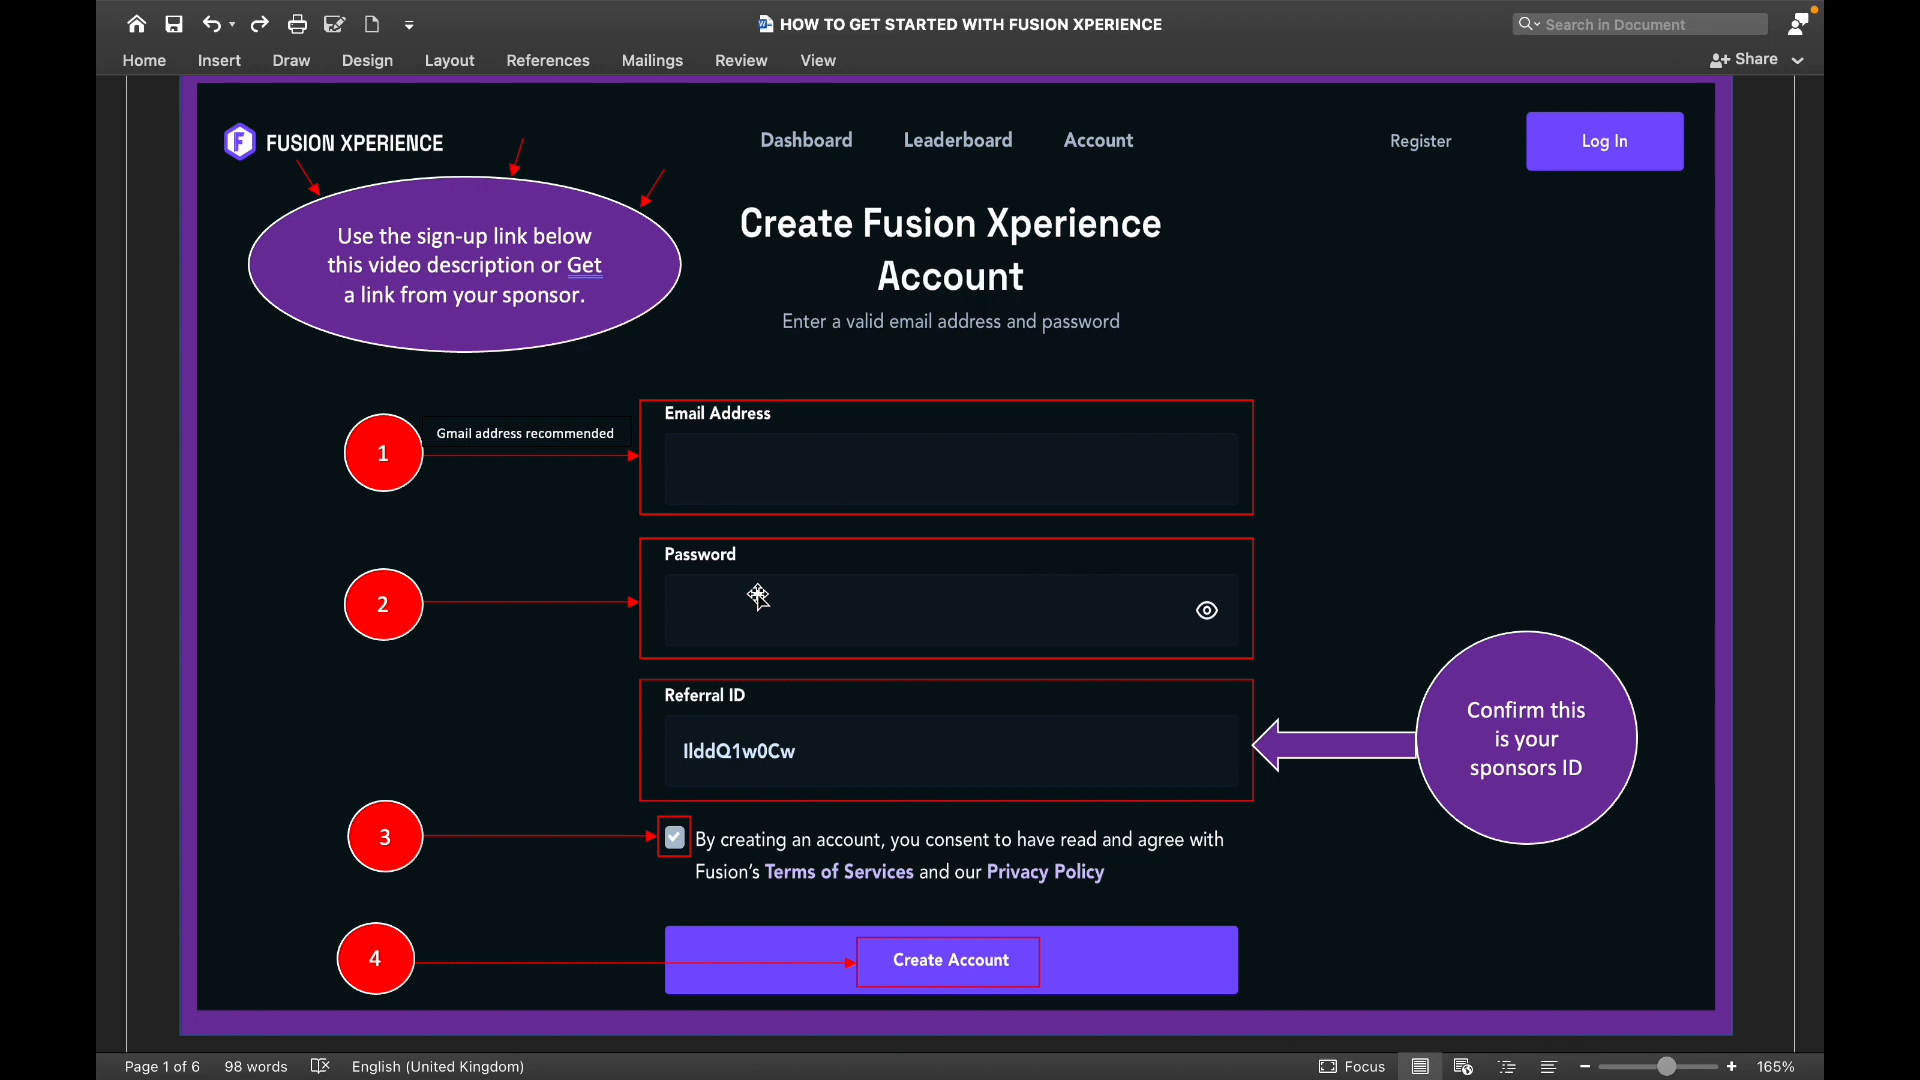 HOW TO GET STARTED WITH FUSION XPERIENCE
Search in Document
Home Insert Draw Design Layout References Mailings Review View
Share
FUSION XPERIENCE
Dashboard Leaderboard Account
Register
Log In
Use the sign-up link below
this video description or Get
a link from your sponsor.
Create Fusion Xperience
Account
Enter a valid email address and password
1
Gmail address recommended
Email Address
2
Password
Referral ID
IlddQ1w0Cw
Confirm this
is your
sponsors ID
3
By creating an account, you consent to have read and agree with
Fusion's Terms of Services and our Privacy Policy
4
Create Account
Page 1 of 6 98 words English (United Kingdom) Focus 165%